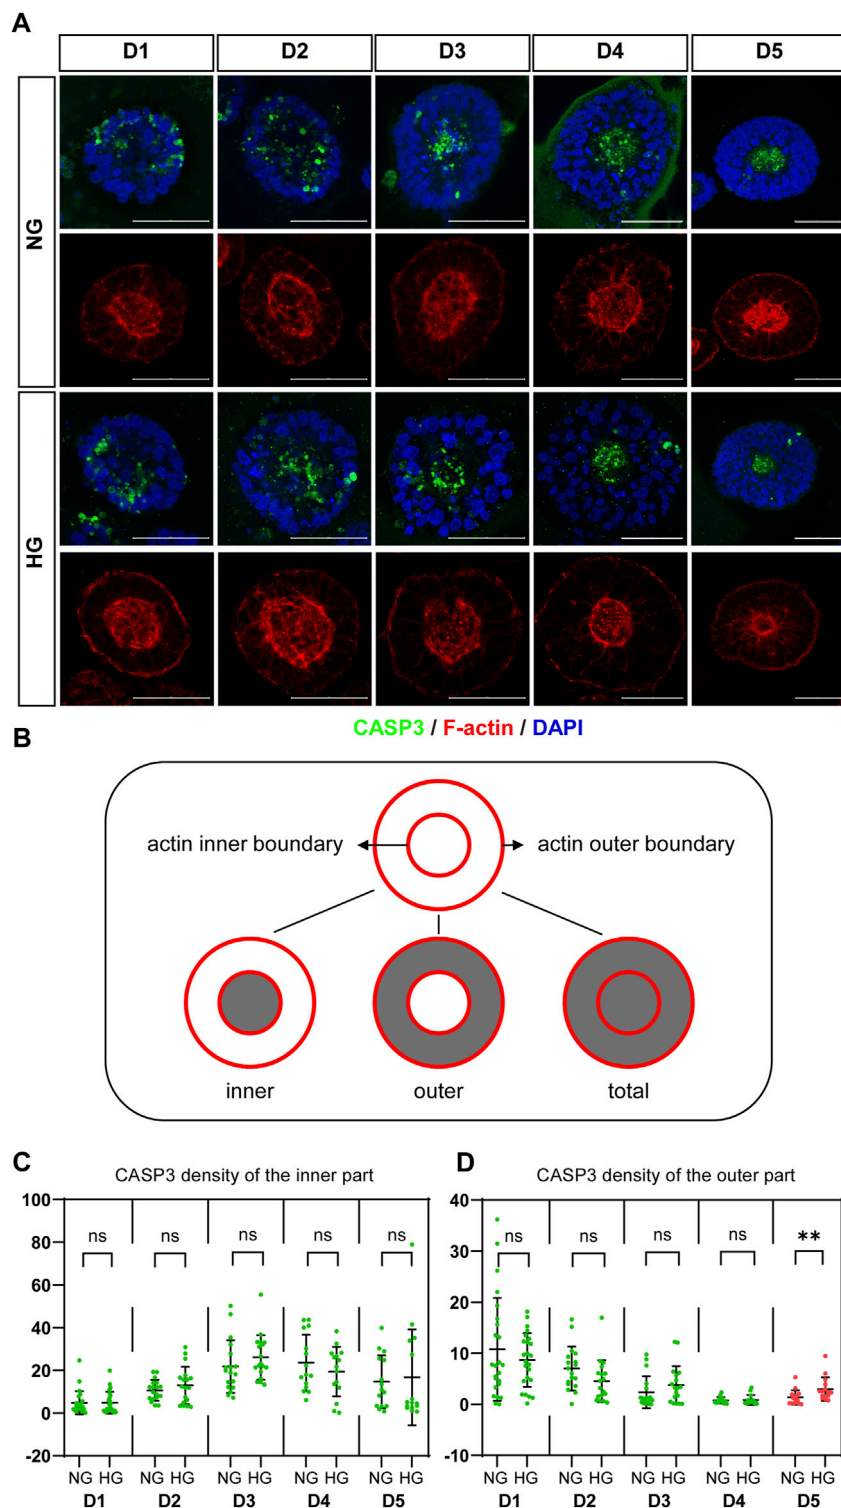 A
D1 D2 D3 D4 D5
NG
HG
CASP3 / F-actin / DAPI
B
actin inner boundary
actin outer boundary
inner outer total
C
CASP3 density of the inner part
100
80
60
40
20
0
-20
ns ns ns ns ns
NG HG NG HG NG HG NG HG NG HG
D1 D2 D3 D4 D5
D
CASP3 density of the outer part
40
30
20
10
0
-10
ns ns ns ns **
NG HG NG HG NG HG NG HG NG HG
D1 D2 D3 D4 D5